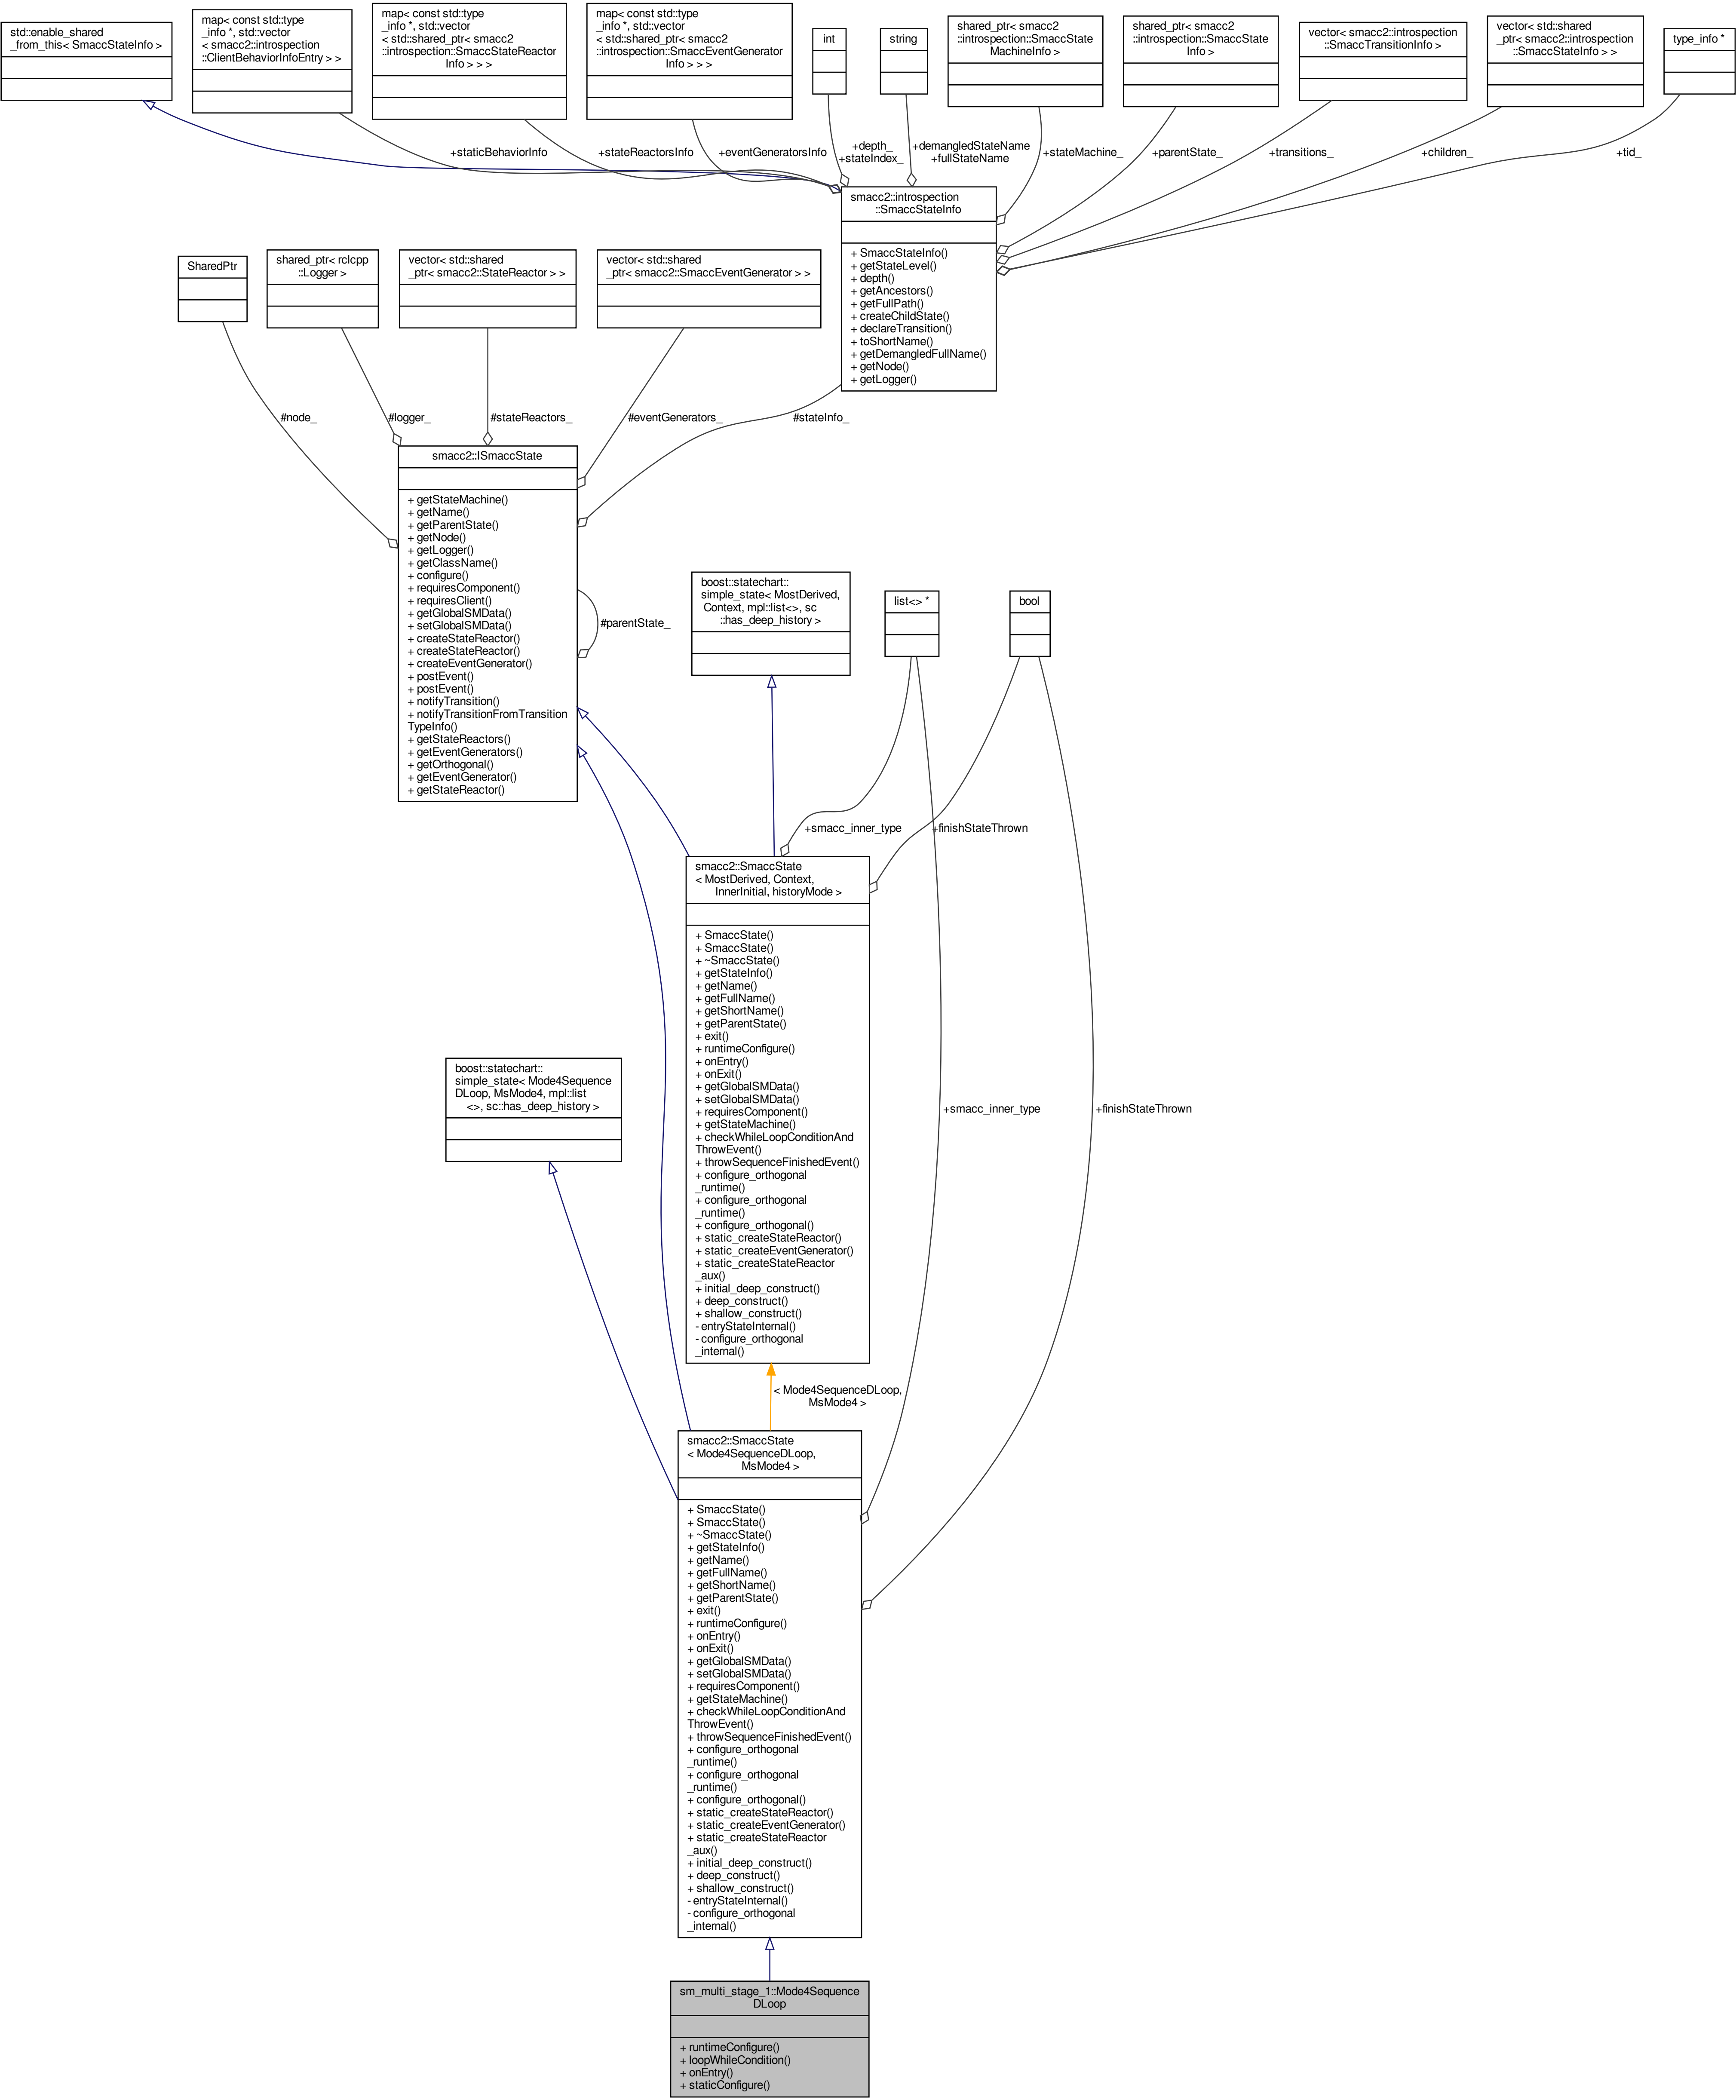 std::enable_shared
_from_this< SmaccStateInfo >
map< const std::type
_info *, std::vector
< smacc2::introspection
::ClientBehaviorInfoEntry > >
map< const std::type
_info *, std::vector
< std::shared_ptr< smacc2
::introspection::SmaccStateReactor
Info > > >
map< const std::type
_info *, std::vector
< std::shared_ptr< smacc2
::introspection::SmaccEventGenerator
Info > > >
int
string
shared_ptr< smacc2
::introspection::SmaccState
MachineInfo >
shared_ptr< smacc2
::introspection::SmaccState
Info >
vector< smacc2::introspection
::SmaccTransitionInfo >
vector< std::shared
_ptr< smacc2::introspection
::SmaccStateInfo > >
type_info *
+staticBehaviorInfo
+stateReactorsInfo
+eventGeneratorsInfo
+depth_
+stateIndex_
+demangledStateName
+fullStateName
+stateMachine_
+parentState_
+transitions_
+children_
+tid_
smacc2::introspection
::SmaccStateInfo
+ SmaccStateInfo()
+ getStateLevel()
+ depth()
+ getAncestors()
+ getFullPath()
+ createChildState()
+ declareTransition()
+ toShortName()
+ getDemangledFullName()
+ getNode()
+ getLogger()
SharedPtr
shared_ptr< rclcpp
::Logger >
vector< std::shared
_ptr< smacc2::StateReactor > >
vector< std::shared
_ptr< smacc2::SmaccEventGenerator > >
#node_
#logger_
#stateReactors_
#eventGenerators_
#stateInfo_
smacc2::ISmaccState
+ getStateMachine()
+ getName()
+ getParentState()
+ getNode()
+ getLogger()
+ getClassName()
+ configure()
+ requiresComponent()
+ requiresClient()
+ getGlobalSMData()
+ setGlobalSMData()
+ createStateReactor()
+ createStateReactor()
+ createEventGenerator()
+ postEvent()
+ postEvent()
+ notifyTransition()
+ notifyTransitionFromTransition
TypeInfo()
+ getStateReactors()
+ getEventGenerators()
+ getOrthogonal()
+ getEventGenerator()
+ getStateReactor()
#parentState_
boost::statechart::
simple_state< MostDerived,
Context, mpl::list<>, sc
::has_deep_history >
list<> *
bool
+smacc_inner_type
+finishStateThrown
smacc2::SmaccState
< MostDerived, Context,
InnerInitial, historyMode >
+ SmaccState()
+ SmaccState()
+ ~SmaccState()
+ getStateInfo()
+ getName()
+ getFullName()
+ getShortName()
+ getParentState()
+ exit()
+ runtimeConfigure()
+ onEntry()
+ onExit()
+ getGlobalSMData()
+ setGlobalSMData()
+ requiresComponent()
+ getStateMachine()
+ checkWhileLoopConditionAnd
ThrowEvent()
+ throwSequenceFinishedEvent()
+ configure_orthogonal
_runtime()
+ configure_orthogonal
_runtime()
+ configure_orthogonal()
+ static_createStateReactor()
+ static_createEventGenerator()
+ static_createStateReactor
_aux()
+ initial_deep_construct()
+ deep_construct()
+ shallow_construct()
- entryStateInternal()
- configure_orthogonal
_internal()
boost::statechart::
simple_state< Mode4Sequence
DLoop, MsMode4, mpl::list
<>, sc::has_deep_history >
+smacc_inner_type
+finishStateThrown
< Mode4SequenceDLoop,
MsMode4 >
smacc2::SmaccState
< Mode4SequenceDLoop,
MsMode4 >
+ SmaccState()
+ SmaccState()
+ ~SmaccState()
+ getStateInfo()
+ getName()
+ getFullName()
+ getShortName()
+ getParentState()
+ exit()
+ runtimeConfigure()
+ onEntry()
+ onExit()
+ getGlobalSMData()
+ setGlobalSMData()
+ requiresComponent()
+ getStateMachine()
+ checkWhileLoopConditionAnd
ThrowEvent()
+ throwSequenceFinishedEvent()
+ configure_orthogonal
_runtime()
+ configure_orthogonal
_runtime()
+ configure_orthogonal()
+ static_createStateReactor()
+ static_createEventGenerator()
+ static_createStateReactor
_aux()
+ initial_deep_construct()
+ deep_construct()
+ shallow_construct()
- entryStateInternal()
- configure_orthogonal
_internal()
sm_multi_stage_1::Mode4Sequence
DLoop
+ runtimeConfigure()
+ loopWhileCondition()
+ onEntry()
+ staticConfigure()